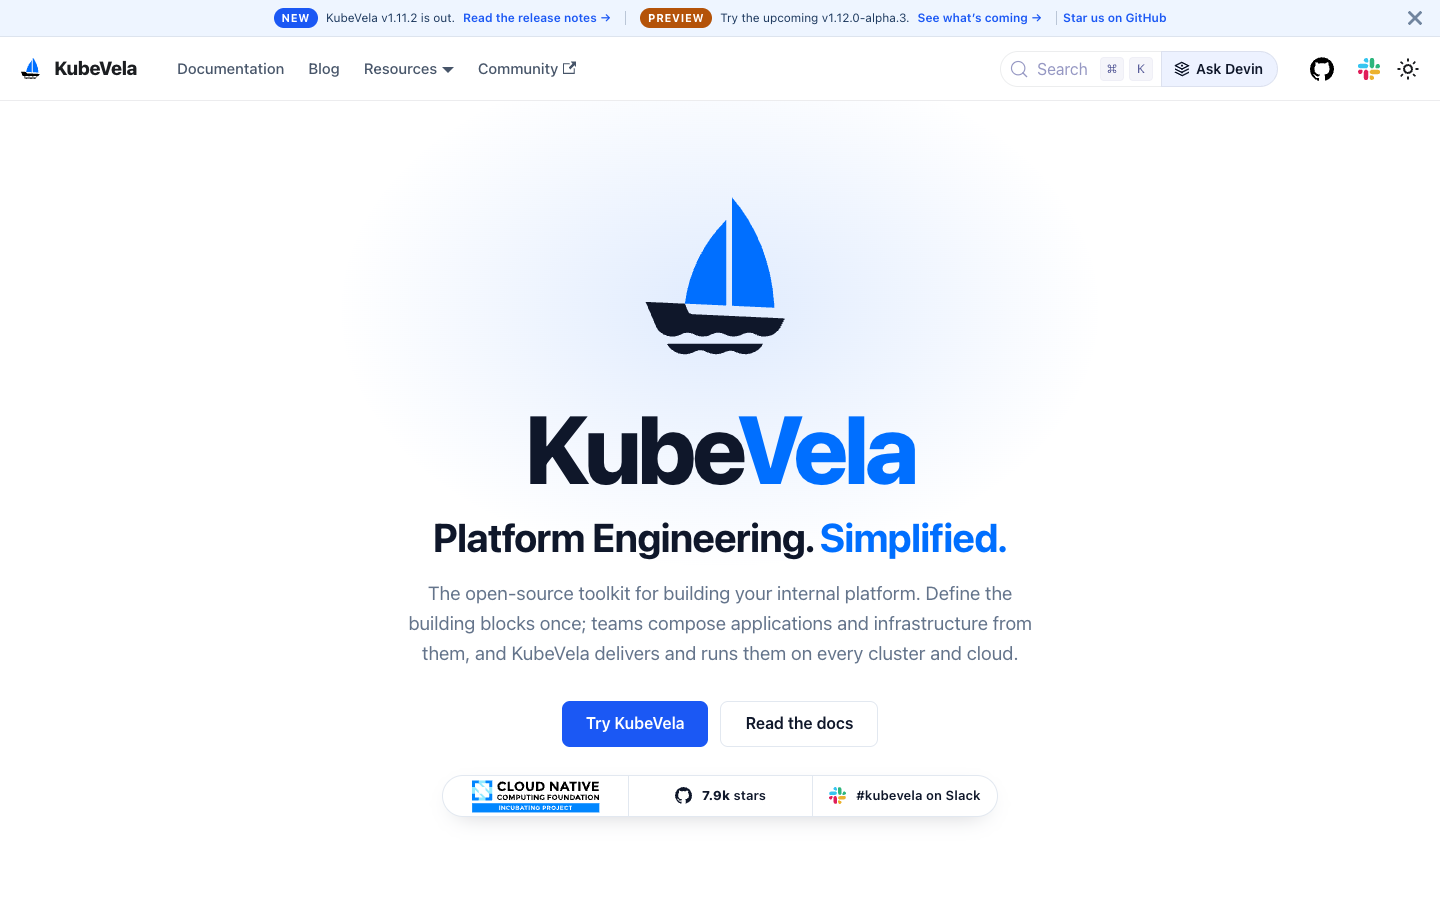 NEW KubeVela v1.11.2 is out. Read the release notes → PREVIEW Try the upcoming v1.12.0-alpha.3. See what's coming → Star us on GitHub
KubeVela Documentation Blog Resources Community Search ⌘ K Ask Devin
KubeVela
Platform Engineering. Simplified.
The open-source toolkit for building your internal platform. Define the
building blocks once; teams compose applications and infrastructure from
them, and KubeVela delivers and runs them on every cluster and cloud.
Try KubeVela Read the docs
CLOUD NATIVE
COMPUTING FOUNDATION
INCUBATING PROJECT
7.9k stars
#kubevela on Slack